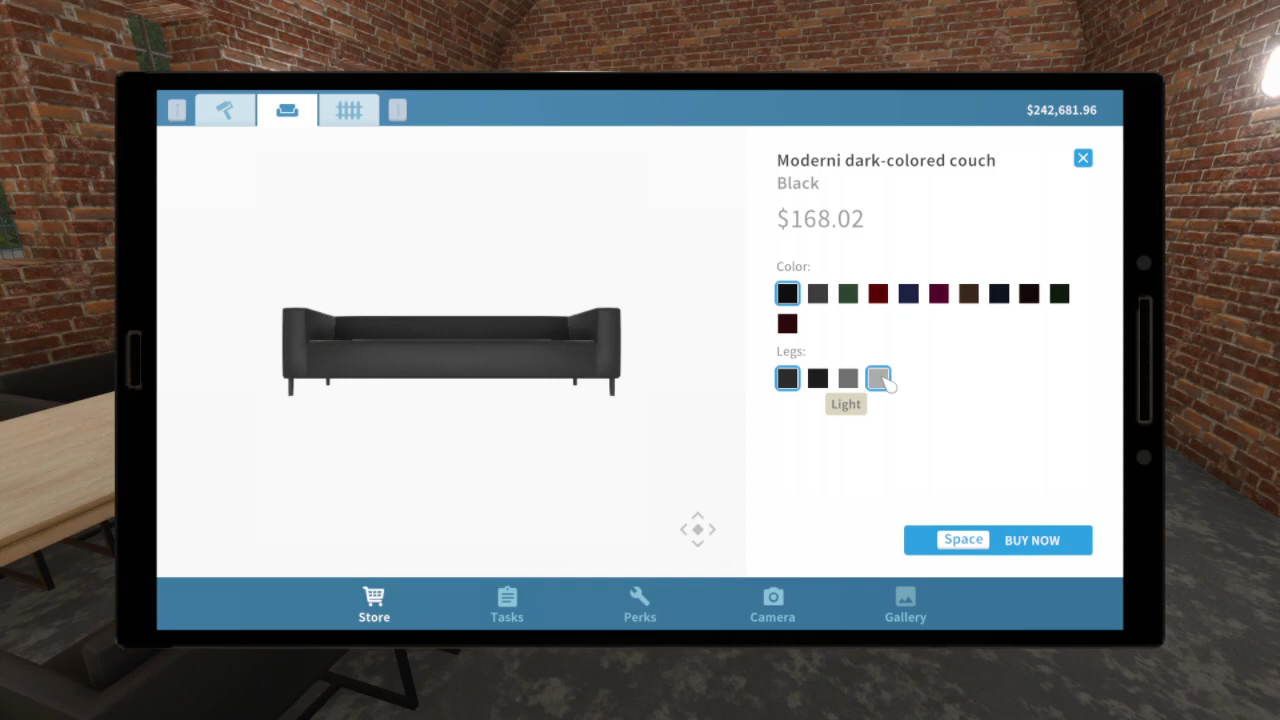 $242,681.96
Moderni dark-colored couch
Black
$168.02
Color:
Legs:
Light
Space BUY NOW
Store Tasks Perks Camera Gallery